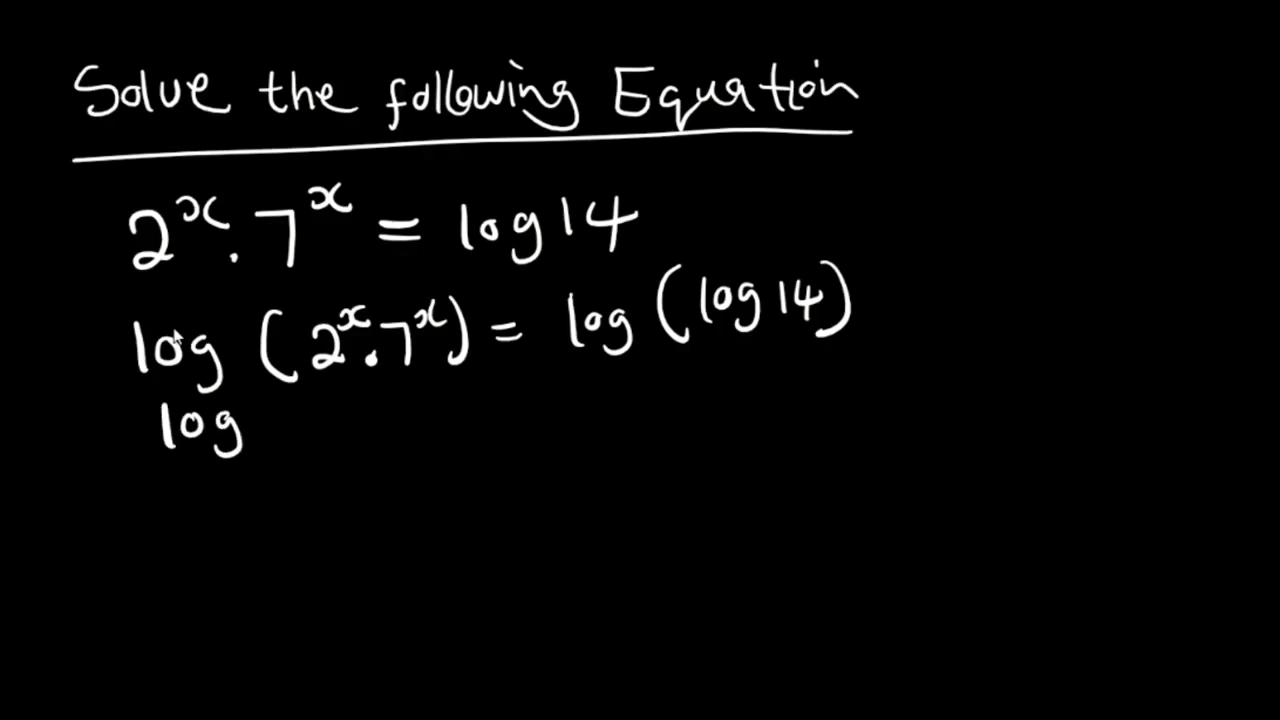 Solve the following Equation
2^x . 7^x = log 14
log (2^x . 7^x) = log (log 14)
log